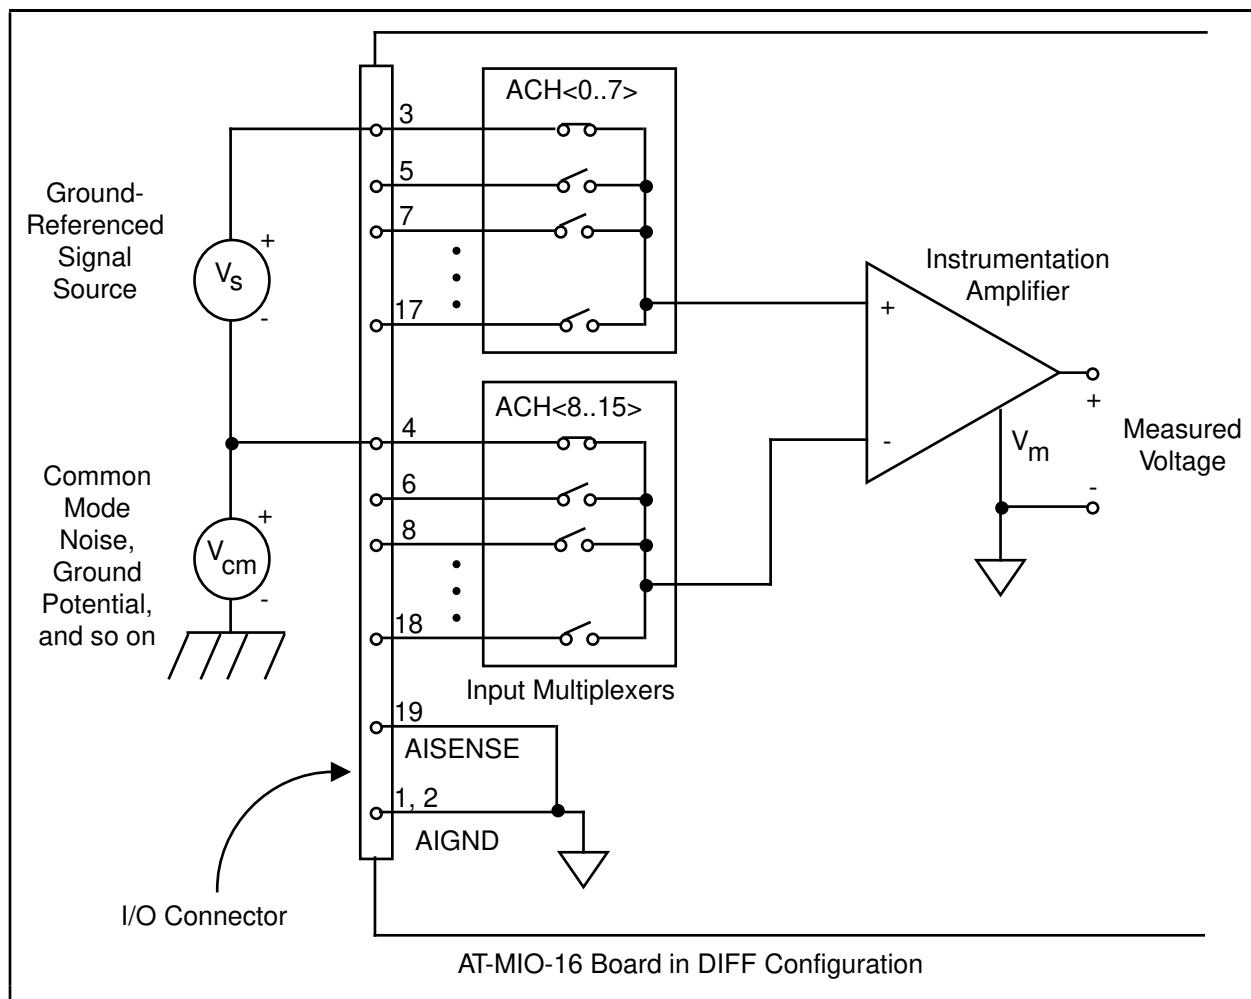 ACH<0..7>
3
5
7
17
Ground-
Referenced
Signal
Source
+
Vs
-
Instrumentation
Amplifier
+
-
Vm
+
Measured
Voltage
-
ACH<8..15>
4
6
8
18
Common
Mode
Noise,
Ground
Potential,
and so on
+
Vcm
-
Input Multiplexers
19
AISENSE
1, 2
AIGND
I/O Connector
AT-MIO-16 Board in DIFF Configuration